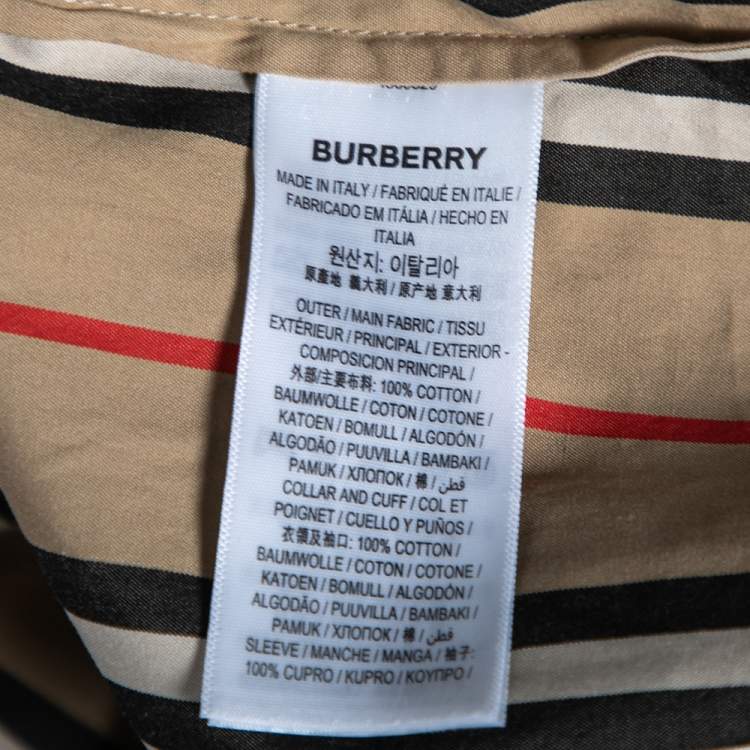 BURBERRY
MADE IN ITALY / FABRIQUÉ EN ITALIE /
FABRICADO EM ITÁLIA / HECHO EN
ITALIA
원산지: 이탈리아
原產地 義大利 / 原产地 意大利
OUTER / MAIN FABRIC / TISSU
EXTÉRIEUR / PRINCIPAL / EXTERIOR -
COMPOSICION PRINCIPAL /
外部/主要布料: 100% COTTON /
BAUMWOLLE / COTON / COTONE /
KATOEN / BOMULL / ALGODÓN /
ALGODÃO / PUUVILLA / BAMBAKI /
PAMUK / ХЛОПОК / 棉 / قطن /
COLLAR AND CUFF / COL ET
POIGNET / CUELLO Y PUÑOS /
衣領及袖口: 100% COTTON /
BAUMWOLLE / COTON / COTONE /
KATOEN / BOMULL / ALGODÓN /
ALGODÃO / PUUVILLA / BAMBAKI /
PAMUK / ХЛОПОК / 棉 / قطن /
SLEEVE / MANCHE / MANGA / 袖子:
100% CUPRO / KUPRO / ΚΟΥΠΡΟ /